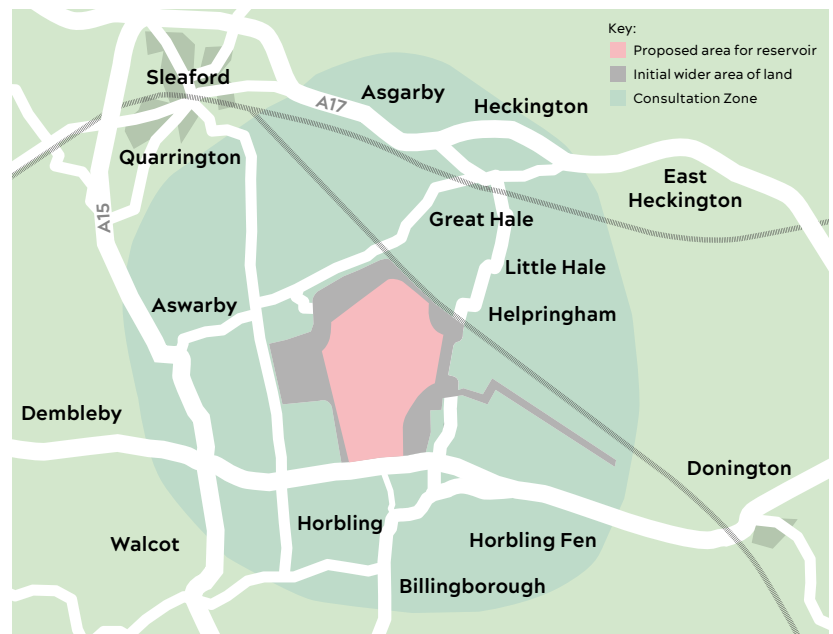 Key:
Proposed area for reservoir
Initial wider area of land
Consultation Zone
Sleaford
A17
Asgarby
Heckington
Quarrington
East
Heckington
A15
Great Hale
Little Hale
Aswarby
Helpringham
Dembleby
Donington
Horbling
Walcot
Horbling Fen
Billingborough